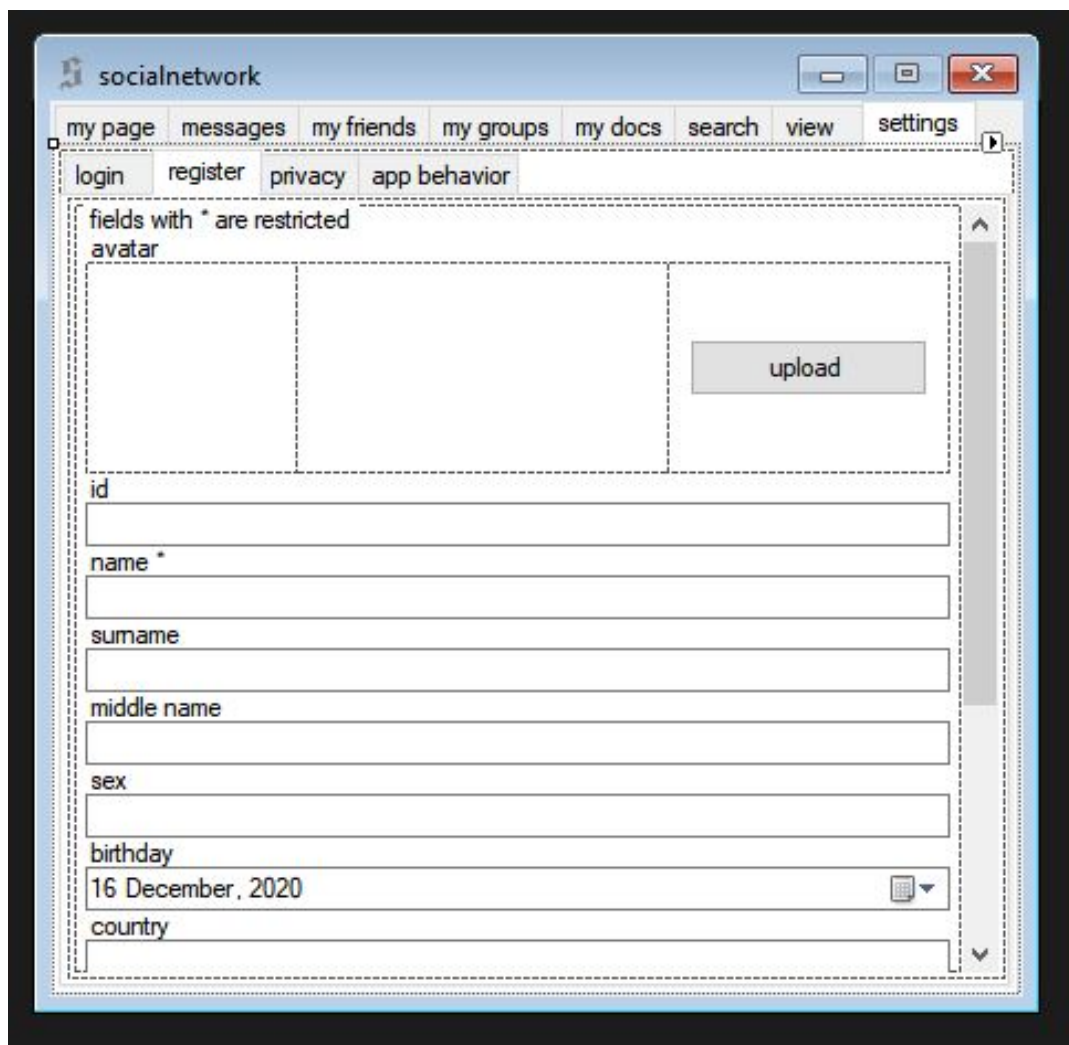 socialnetwork
my page messages my friends my groups my docs search view settings
login register privacy app behavior
fields with * are restricted
avatar
upload
id
name *
surname
middle name
sex
birthday
16 December, 2020
country